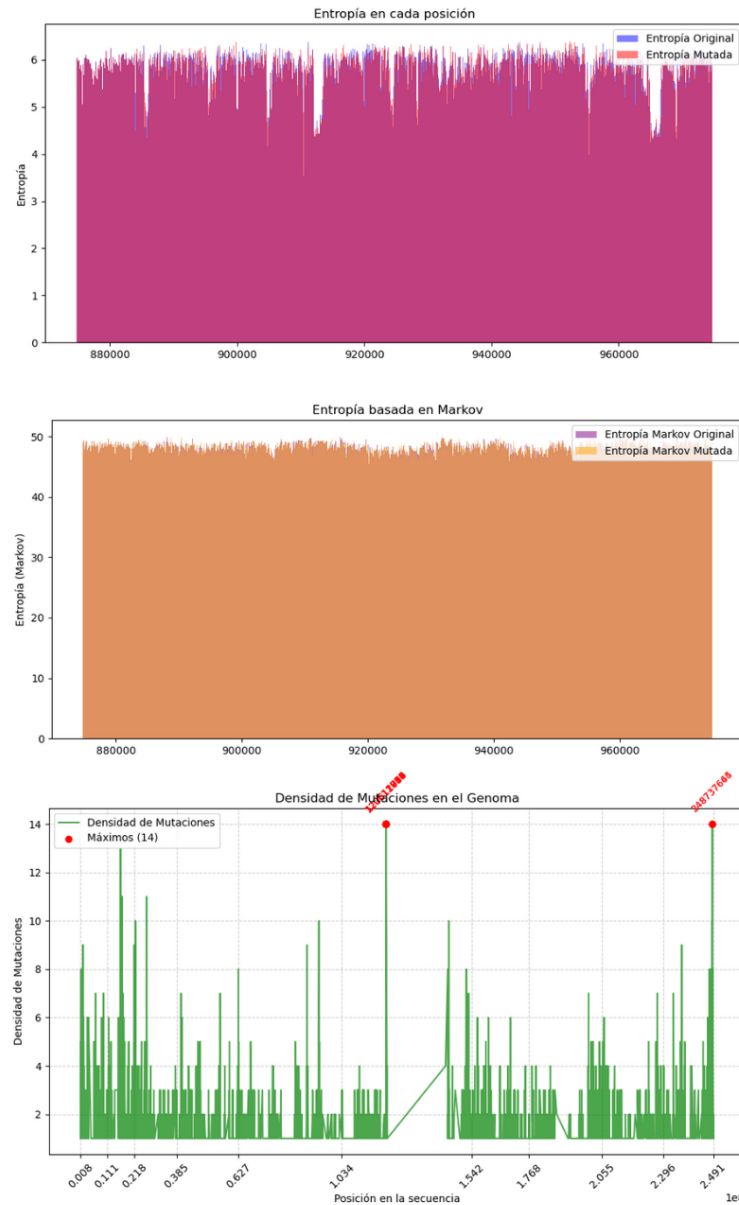 Entropía en cada posición
Entropía Original
Entropía Mutada
6
5
4
3
2
1
0
Entropía
880000 900000 920000 940000 960000
Entropía basada en Markov
Entropía Markov Original
Entropía Markov Mutada
50
40
30
20
10
0
Entropía (Markov)
880000 900000 920000 940000 960000
Densidad de Mutaciones en el Genoma
Densidad de Mutaciones
Máximos (14)
14
12
10
8
6
4
2
Densidad de Mutaciones
0.008 0.111 0.218 0.385 0.627 1.034 1.542 1.768 2.055 2.296 2.491
Posición en la secuencia